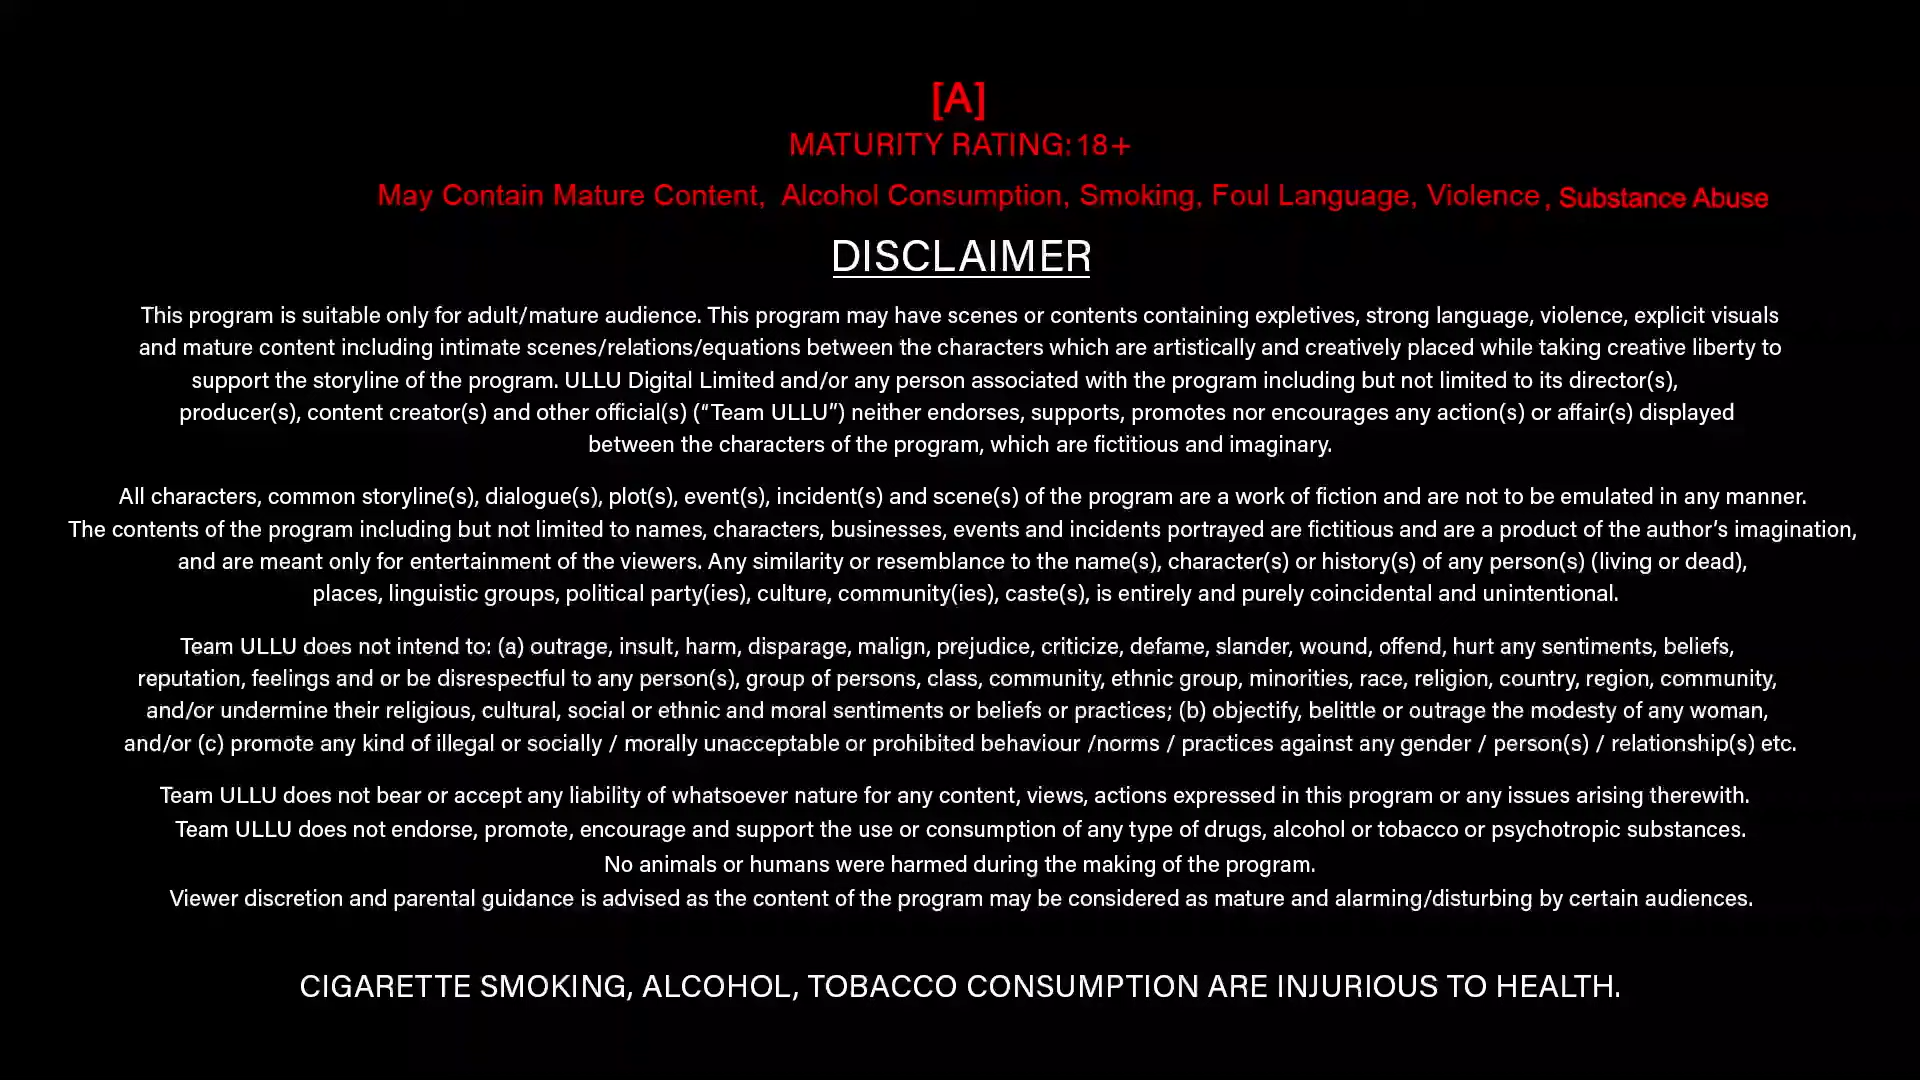 [A]
MATURITY RATING:18+
May Contain Mature Content, Alcohol Consumption, Smoking, Foul Language, Violence, Substance Abuse
DISCLAIMER
This program is suitable only for adult/mature audience. This program may have scenes or contents containing expletives, strong language, violence, explicit visuals
and mature content including intimate scenes/relations/equations between the characters which are artistically and creatively placed while taking creative liberty to
support the storyline of the program. ULLU Digital Limited and/or any person associated with the program including but not limited to its director(s),
producer(s), content creator(s) and other official(s) (“Team ULLU”) neither endorses, supports, promotes nor encourages any action(s) or affair(s) displayed
between the characters of the program, which are fictitious and imaginary.
All characters, common storyline(s), dialogue(s), plot(s), event(s), incident(s) and scene(s) of the program are a work of fiction and are not to be emulated in any manner.
The contents of the program including but not limited to names, characters, businesses, events and incidents portrayed are fictitious and are a product of the author’s imagination,
and are meant only for entertainment of the viewers. Any similarity or resemblance to the name(s), character(s) or history(s) of any person(s) (living or dead),
places, linguistic groups, political party(ies), culture, community(ies), caste(s), is entirely and purely coincidental and unintentional.
Team ULLU does not intend to: (a) outrage, insult, harm, disparage, malign, prejudice, criticize, defame, slander, wound, offend, hurt any sentiments, beliefs,
reputation, feelings and or be disrespectful to any person(s), group of persons, class, community, ethnic group, minorities, race, religion, country, region, community,
and/or undermine their religious, cultural, social or ethnic and moral sentiments or beliefs or practices; (b) objectify, belittle or outrage the modesty of any woman,
and/or (c) promote any kind of illegal or socially / morally unacceptable or prohibited behaviour /norms / practices against any gender / person(s) / relationship(s) etc.
Team ULLU does not bear or accept any liability of whatsoever nature for any content, views, actions expressed in this program or any issues arising therewith.
Team ULLU does not endorse, promote, encourage and support the use or consumption of any type of drugs, alcohol or tobacco or psychotropic substances.
No animals or humans were harmed during the making of the program.
Viewer discretion and parental guidance is advised as the content of the program may be considered as mature and alarming/disturbing by certain audiences.
CIGARETTE SMOKING, ALCOHOL, TOBACCO CONSUMPTION ARE INJURIOUS TO HEALTH.